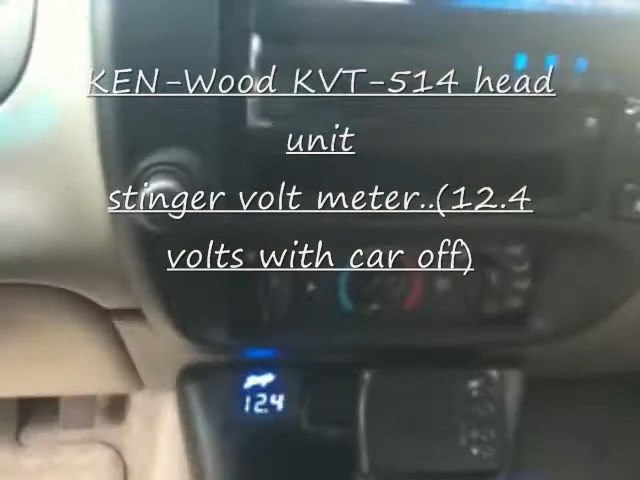 KEN-Wood KVT-514 head
unit
stinger volt meter..(12.4
volts with car off)
12.4